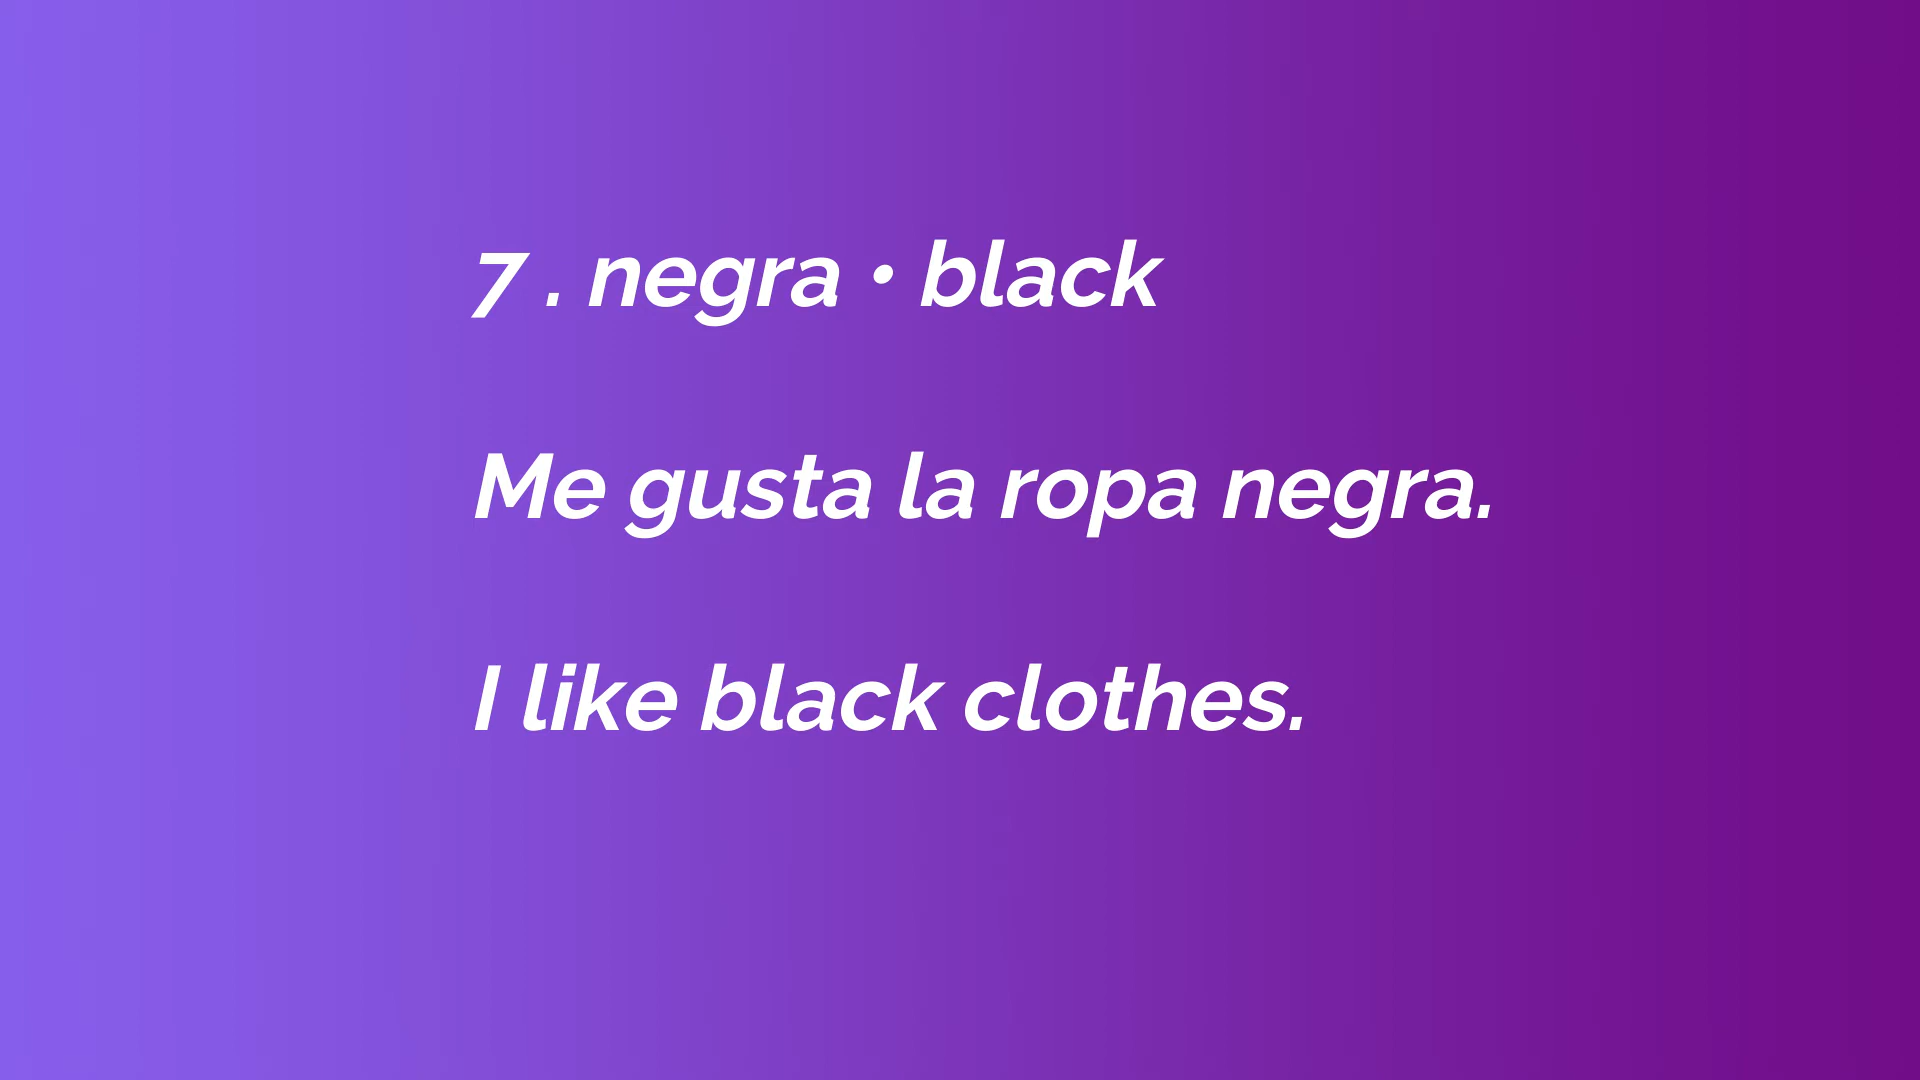 7 . negra • black
Me gusta la ropa negra.
I like black clothes.